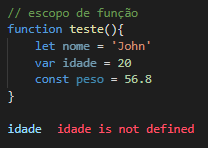 // escopo de função
function teste(){
    let nome = 'John'
    var idade = 20
    const peso = 56.8
}
idade  idade is not defined